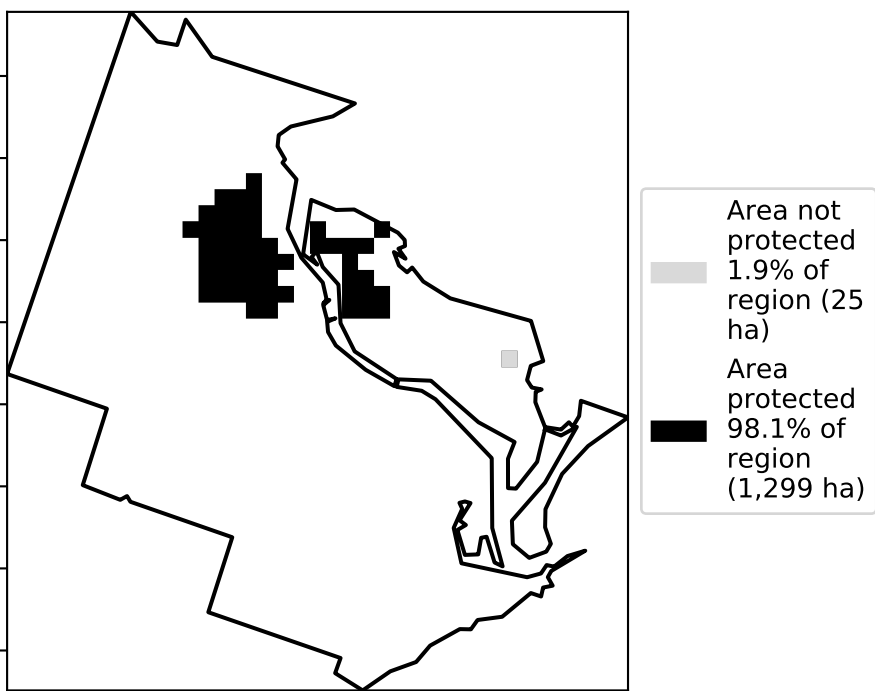 Area not
protected
1.9% of
region (25
ha)
Area
protected
98.1% of
region
(1,299 ha)